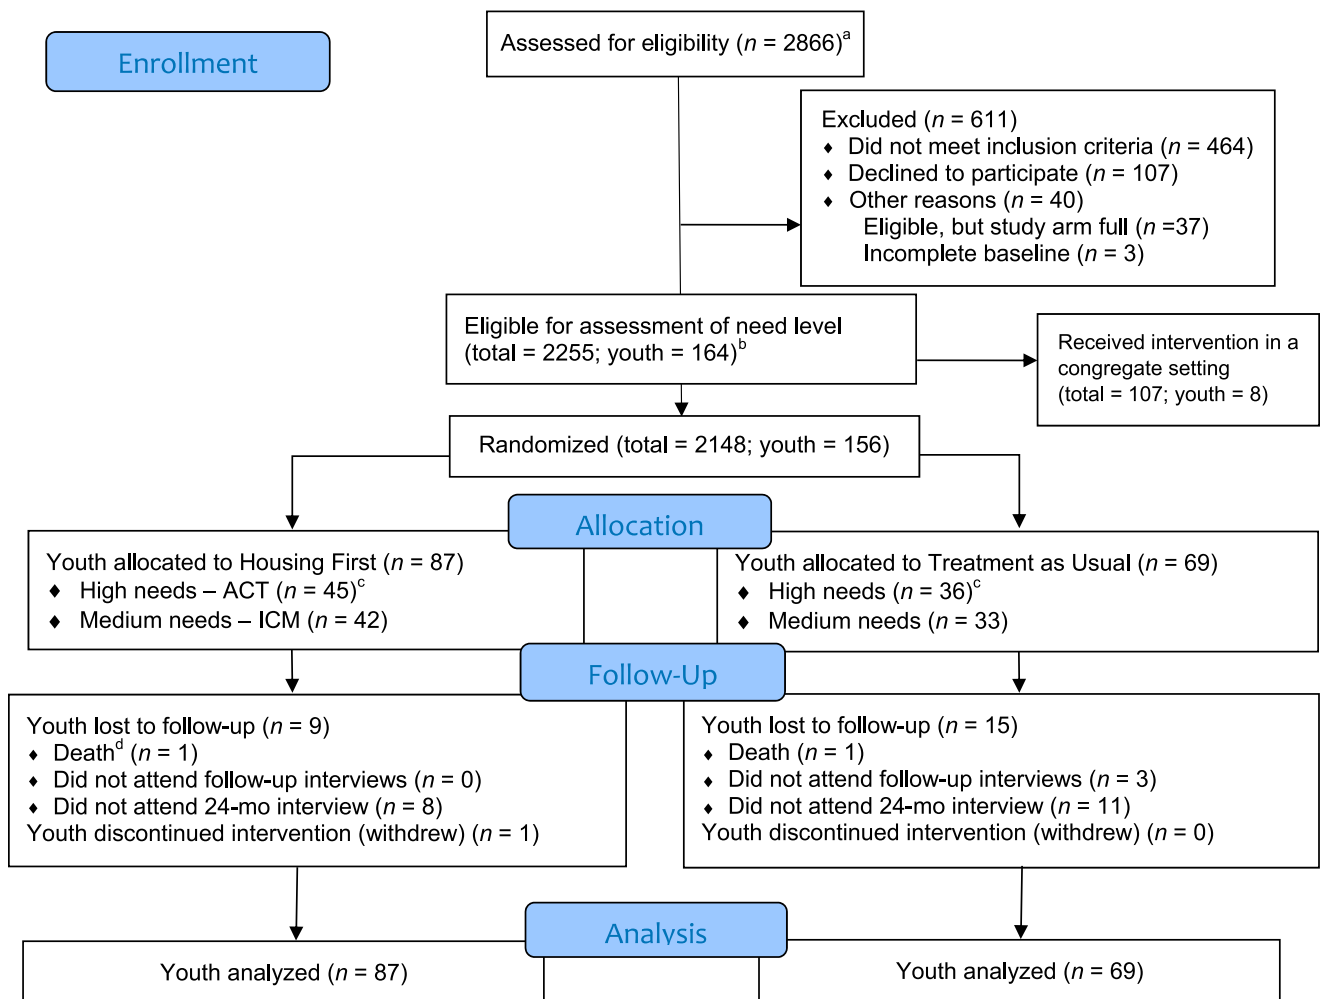 Enrollment
Assessed for eligibility (n = 2866)a
Excluded (n = 611)
♦ Did not meet inclusion criteria (n = 464)
♦ Declined to participate (n = 107)
♦ Other reasons (n = 40)
Eligible, but study arm full (n =37)
Incomplete baseline (n = 3)
Eligible for assessment of need level
(total = 2255; youth = 164)b
Received intervention in a
congregate setting
(total = 107; youth = 8)
Randomized (total = 2148; youth = 156)
Allocation
Youth allocated to Housing First (n = 87)
♦ High needs – ACT (n = 45)c
♦ Medium needs – ICM (n = 42)
Youth allocated to Treatment as Usual (n = 69)
♦ High needs (n = 36)c
♦ Medium needs (n = 33)
Follow-Up
Youth lost to follow-up (n = 9)
♦ Deathd (n = 1)
♦ Did not attend follow-up interviews (n = 0)
♦ Did not attend 24-mo interview (n = 8)
Youth discontinued intervention (withdrew) (n = 1)
Youth lost to follow-up (n = 15)
♦ Death (n = 1)
♦ Did not attend follow-up interviews (n = 3)
♦ Did not attend 24-mo interview (n = 11)
Youth discontinued intervention (withdrew) (n = 0)
Analysis
Youth analyzed (n = 87)
Youth analyzed (n = 69)